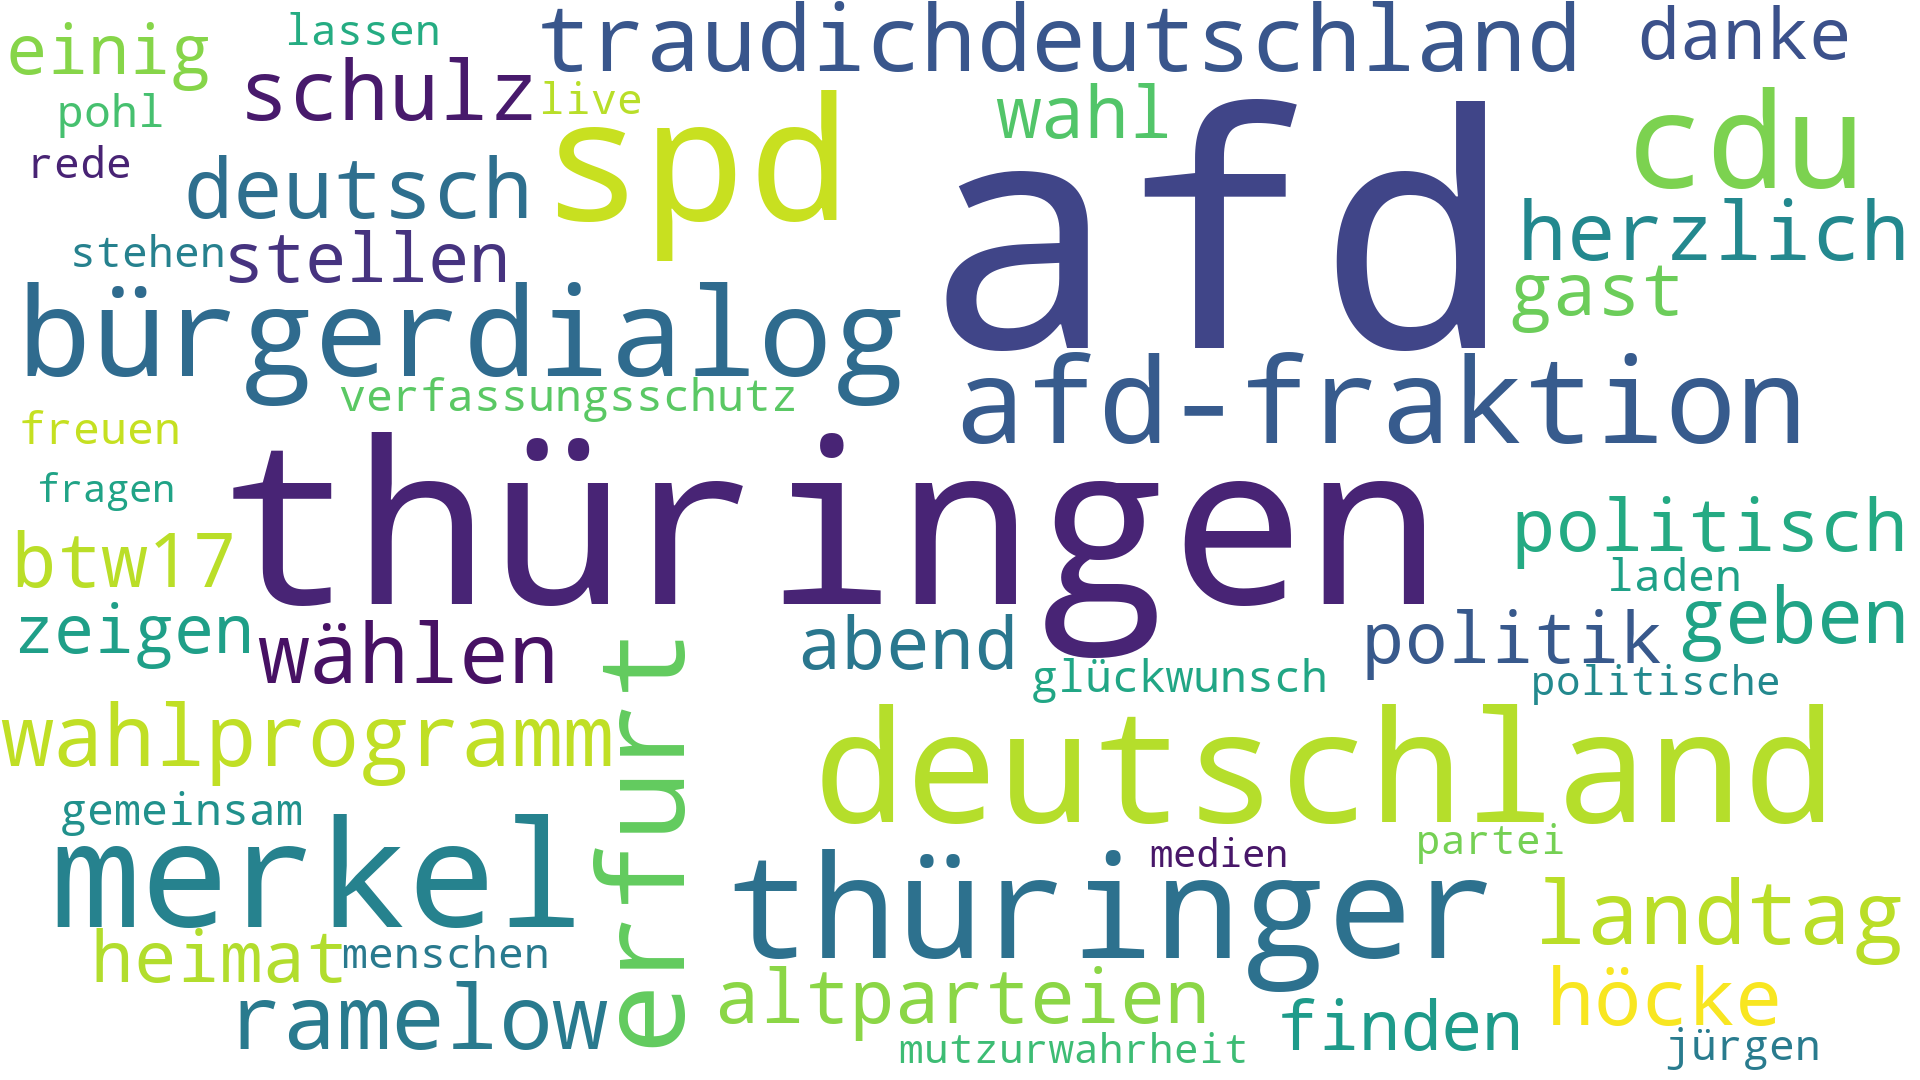 einig
lassen
traudichdeutschland
danke
schulz
live
pohl
wahl
cdu
spd
afd
rede
deutsch
herzlich
stehen
stellen
gast
bürgerdialog
verfassungsschutz
afd-fraktion
freuen
thüringen
fragen
btw17
politisch
laden
zeigen
wählen
abend
politik
geben
erfurt
glückwunsch
politische
wahlprogramm
deutschland
gemeinsam
merkel
medien
partei
thüringer
landtag
heimat
menschen
ramelow
altparteien
finden
höcke
mutzurwahrheit
jürgen